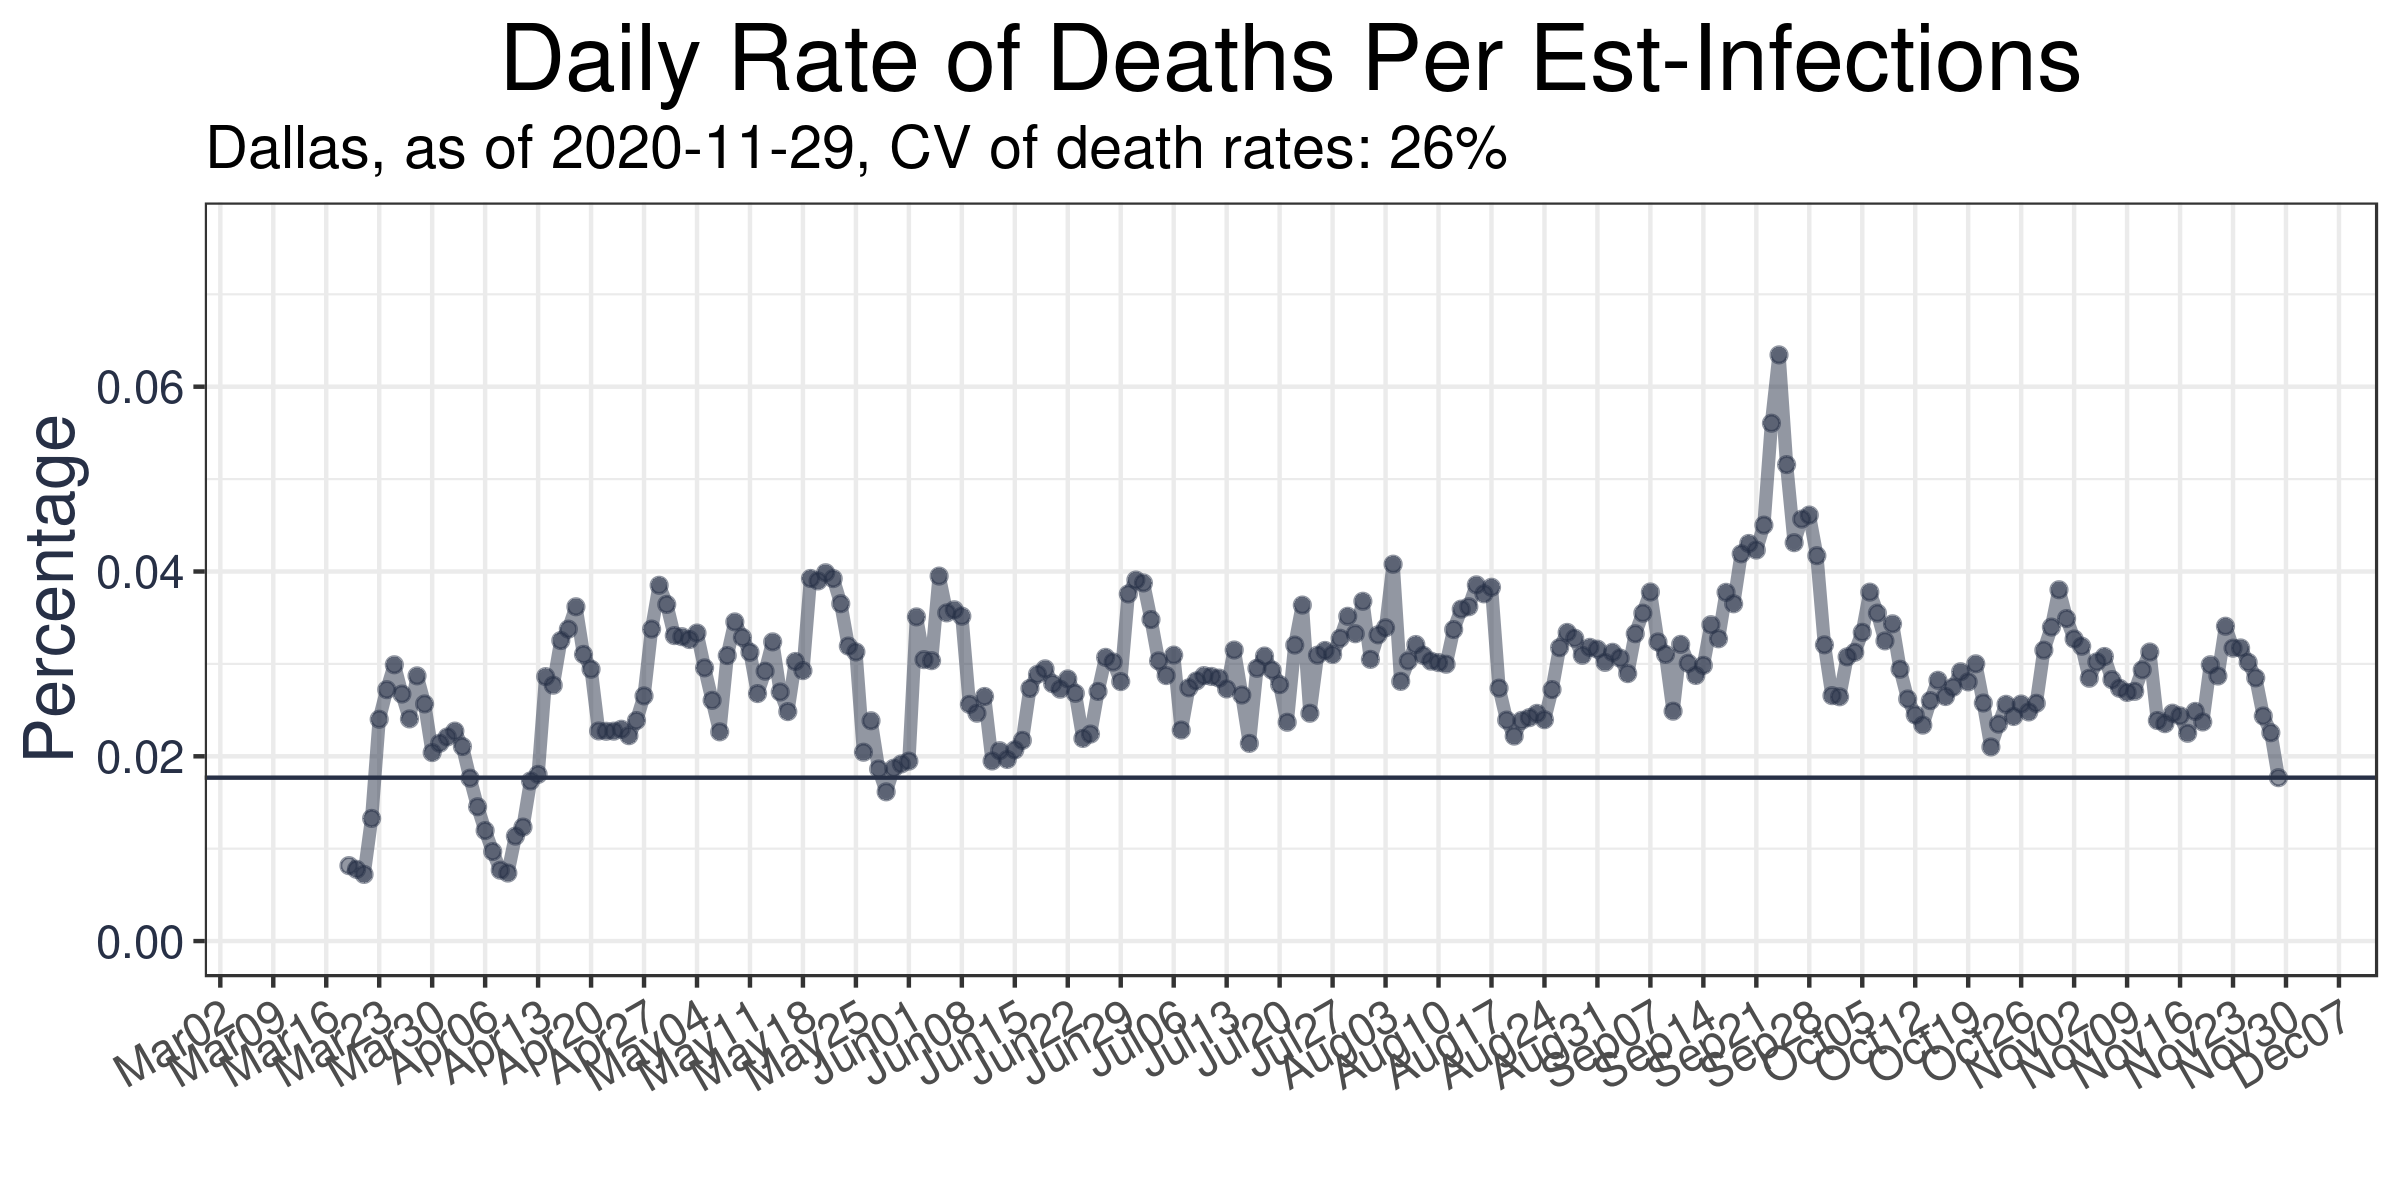 Daily Rate of Deaths Per Est-Infections
Dallas, as of 2020-11-29, CV of death rates: 26%
Percentage
0.06
0.04
0.02
0.00
Mar02
Mar09
Mar16
Mar23
Mar30
Apr06
Apr13
Apr20
Apr27
May04
May11
May18
May25
Jun01
Jun08
Jun15
Jun22
Jun29
Jul06
Jul13
Jul20
Jul27
Aug03
Aug10
Aug17
Aug24
Aug31
Sep07
Sep14
Sep21
Sep28
Oct05
Oct12
Oct19
Oct26
Nov02
Nov09
Nov16
Nov23
Nov30
Dec07